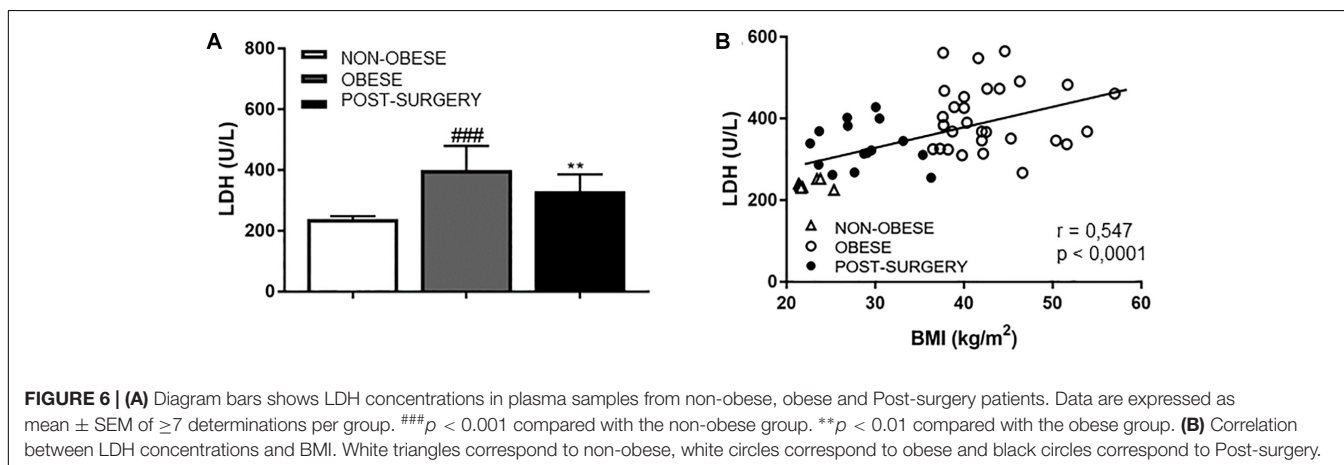 A
800
600
400
200
0
LDH (U/L)
NON-OBESE
OBESE
POST-SURGERY
###
**
B
600
400
200
0
LDH (U/L)
NON-OBESE
OBESE
POST-SURGERY
r = 0,547
p < 0,0001
20 30 40 50 60
BMI (kg/m²)
FIGURE 6 | (A) Diagram bars shows LDH concentrations in plasma samples from non-obese, obese and Post-surgery patients. Data are expressed as
mean ± SEM of ≥7 determinations per group. ###p < 0.001 compared with the non-obese group. **p < 0.01 compared with the obese group. (B) Correlation
between LDH concentrations and BMI. White triangles correspond to non-obese, white circles correspond to obese and black circles correspond to Post-surgery.